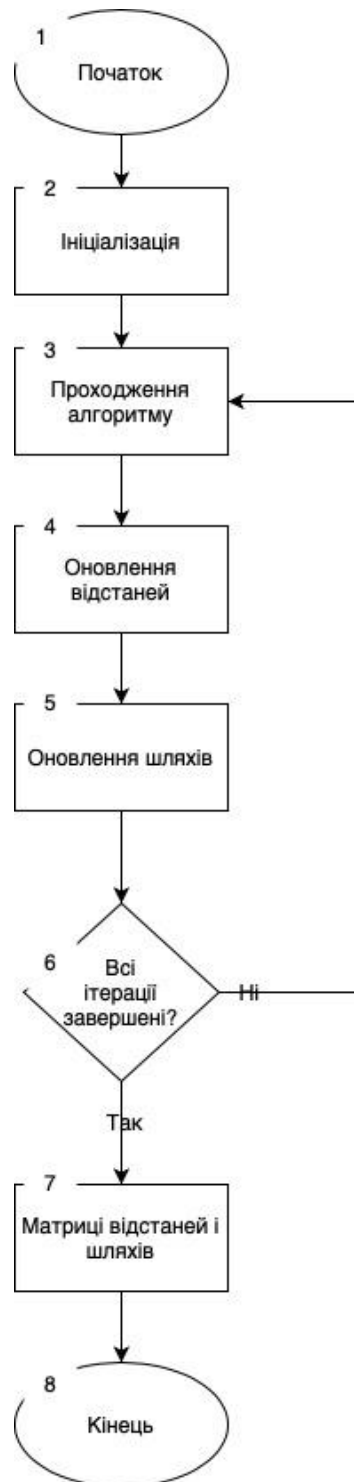 1
Початок
2
Ініціалізація
3
Проходження
алгоритму
4
Оновлення
відстаней
5
Оновлення шляхів
6
Всі
ітерації
завершені?
Ні
Так
7
Матриці відстаней і
шляхів
8
Кінець